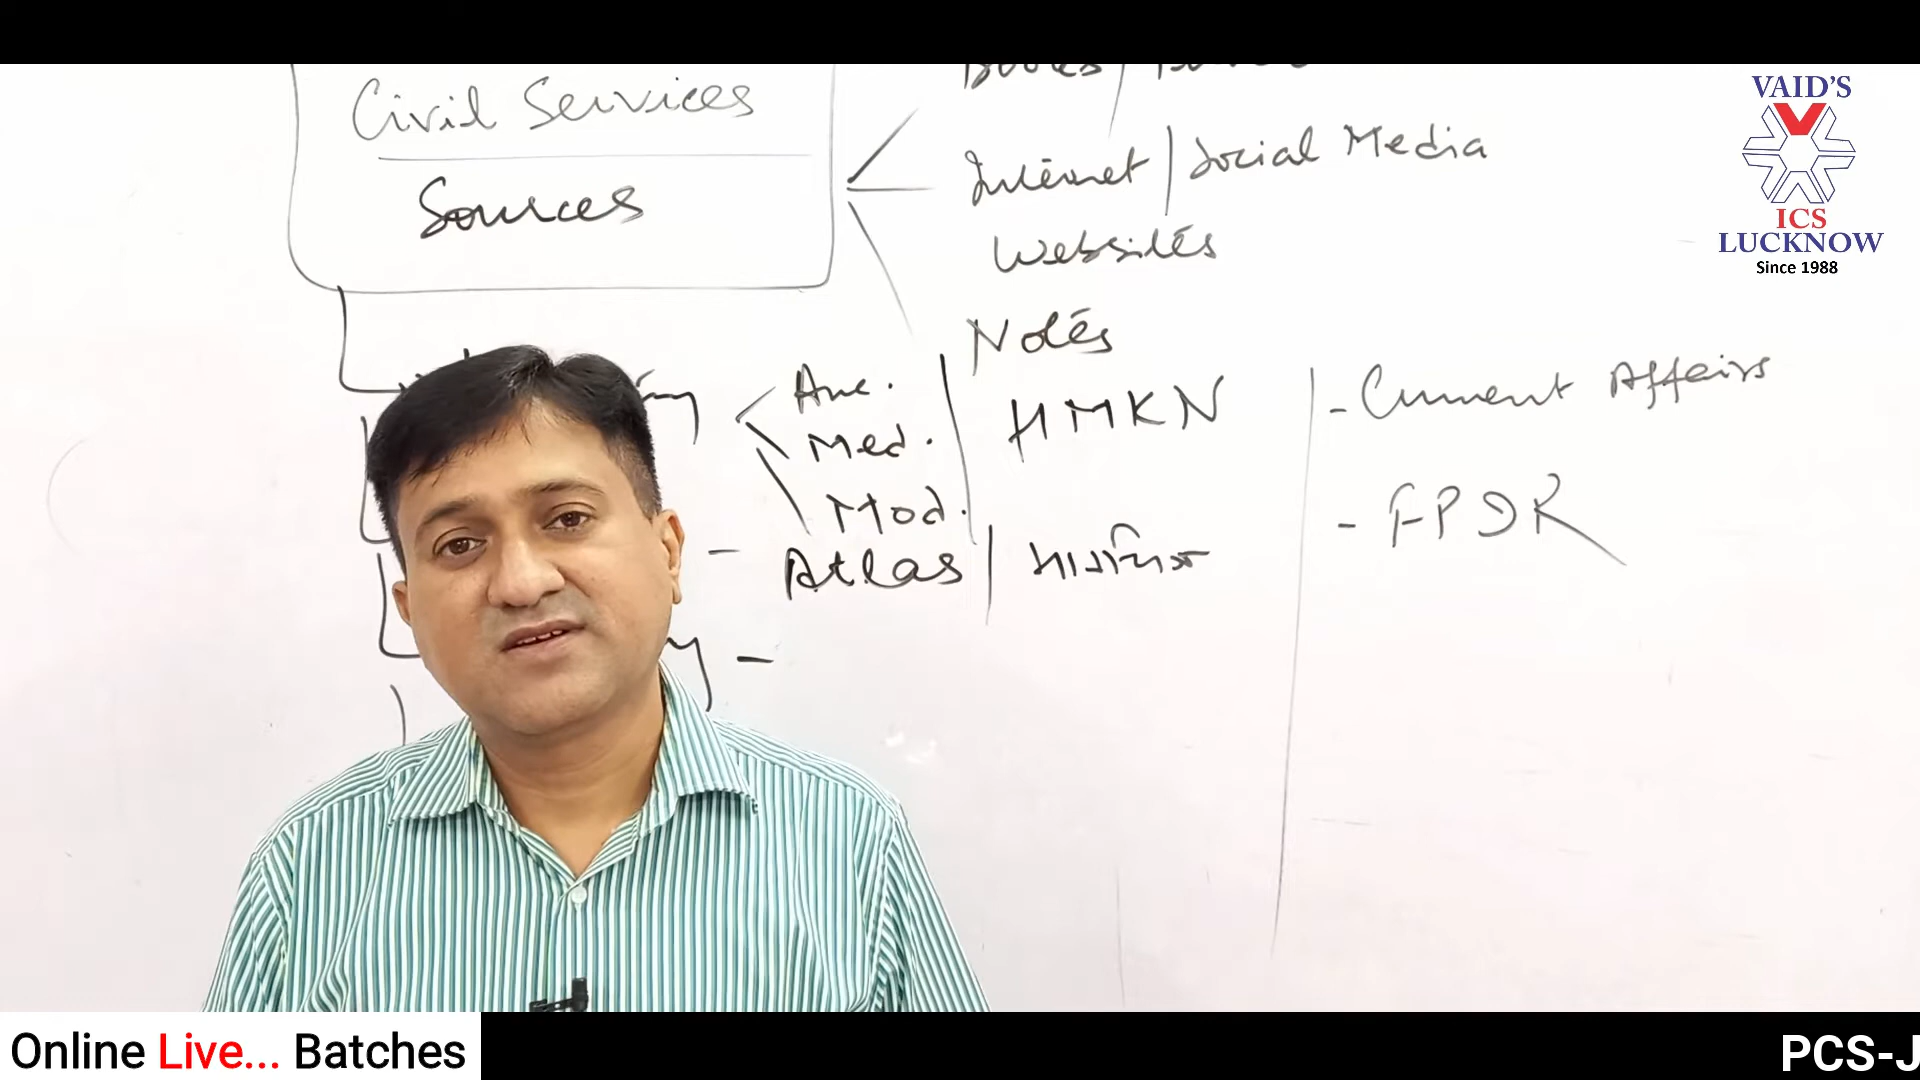 Civil Services
Sources
Internet | Social Media
Websites
Notes
Anc.
Med.
Mod.
HMKN
- Current Affairs
- FPDR
- Atlas |
VAID'S
ICS
LUCKNOW
Since 1988
Online Live... Batches
PCS-J